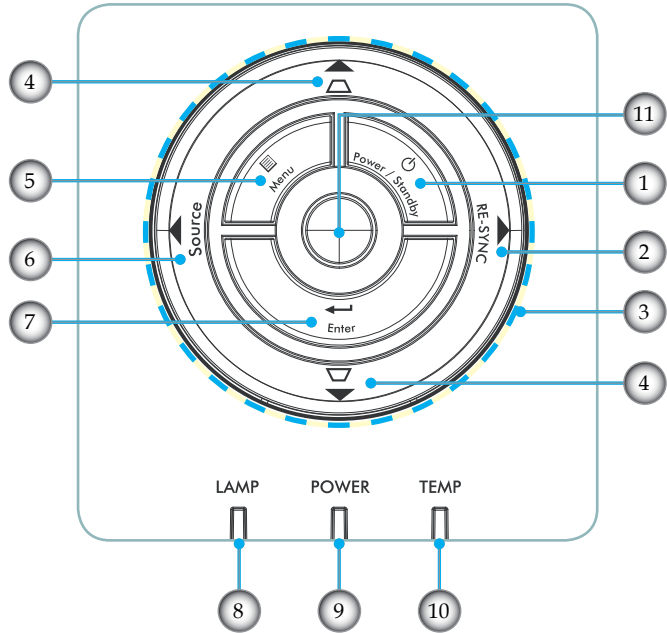 4
11
5
Menu
Power / Standby
1
Source
RE-SYNC
6
2
7
Enter
3
4
LAMP POWER TEMP
8 9 10